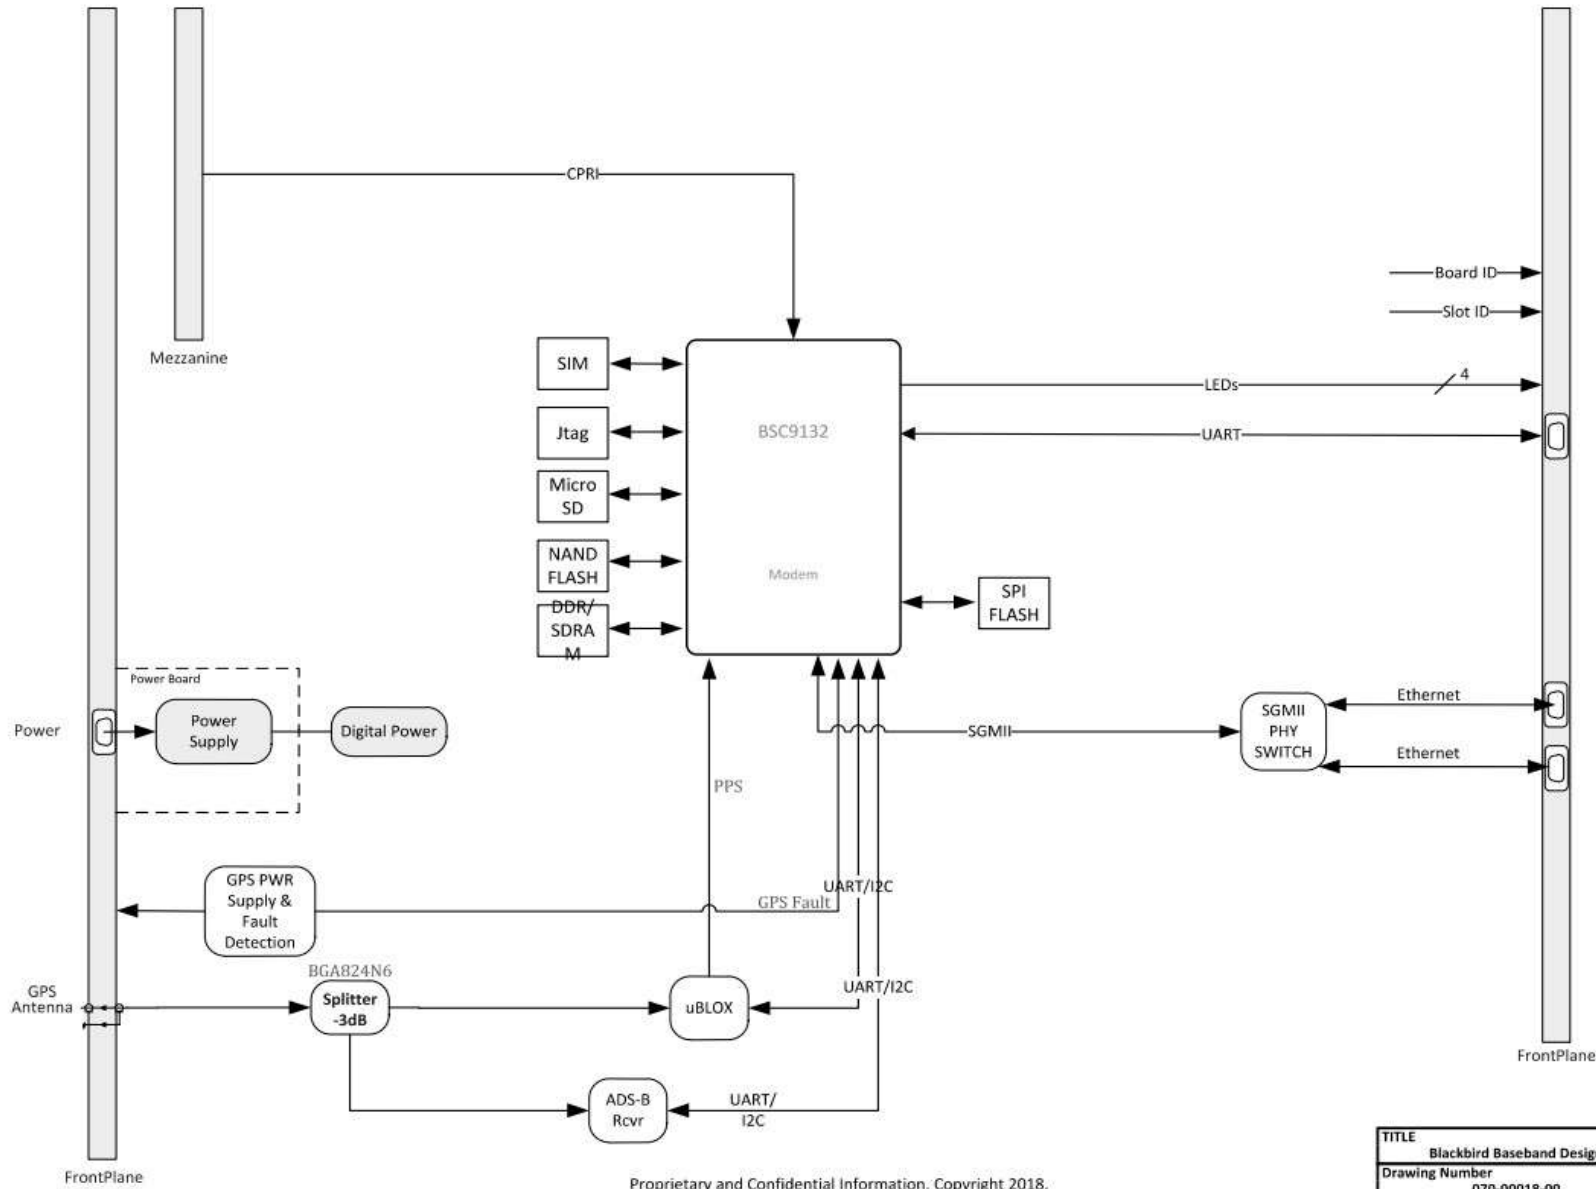 CPRI
Board ID
Slot ID
Mezzanine
SIM
LEDs
4
Jtag
BSC9132
UART
Micro
SD
NAND
FLASH
Modem
SPI
FLASH
DDR/
SDRA
M
Power Board
Power
Power
Supply
Digital Power
SGMII
SGMII
PHY
SWITCH
Ethernet
Ethernet
PPS
GPS PWR
Supply &
Fault
Detection
GPS Fault
UART/I2C
BGA824N6
GPS
Antenna
Splitter
-3dB
uBLOX
UART/I2C
ADS-B
Rcvr
UART/
I2C
FrontPlane
FrontPlane
TITLE
Blackbird Baseband Desig
Drawing Number
Proprietary and Confidential Information. Copyright 2018.